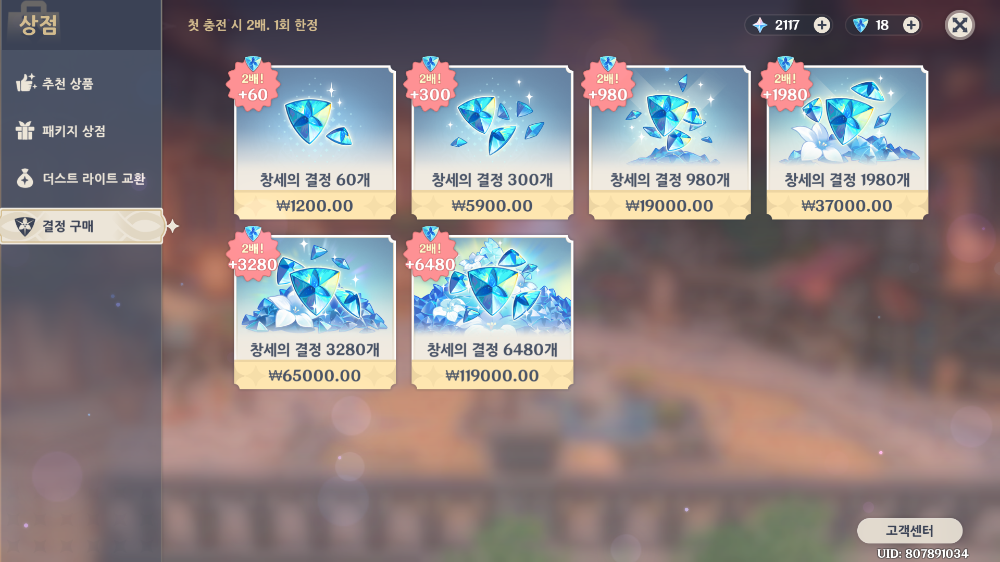 상점
첫 충전 시 2배. 1회 한정
2117
18
추천 상품
패키지 상점
더스트 라이트 교환
결정 구매
2배!
+60
창세의 결정 60개
₩1200.00
2배!
+300
창세의 결정 300개
₩5900.00
2배!
+980
창세의 결정 980개
₩19000.00
2배!
+1980
창세의 결정 1980개
₩37000.00
2배!
+3280
창세의 결정 3280개
₩65000.00
2배!
+6480
창세의 결정 6480개
₩119000.00
고객센터
UID: 807891034